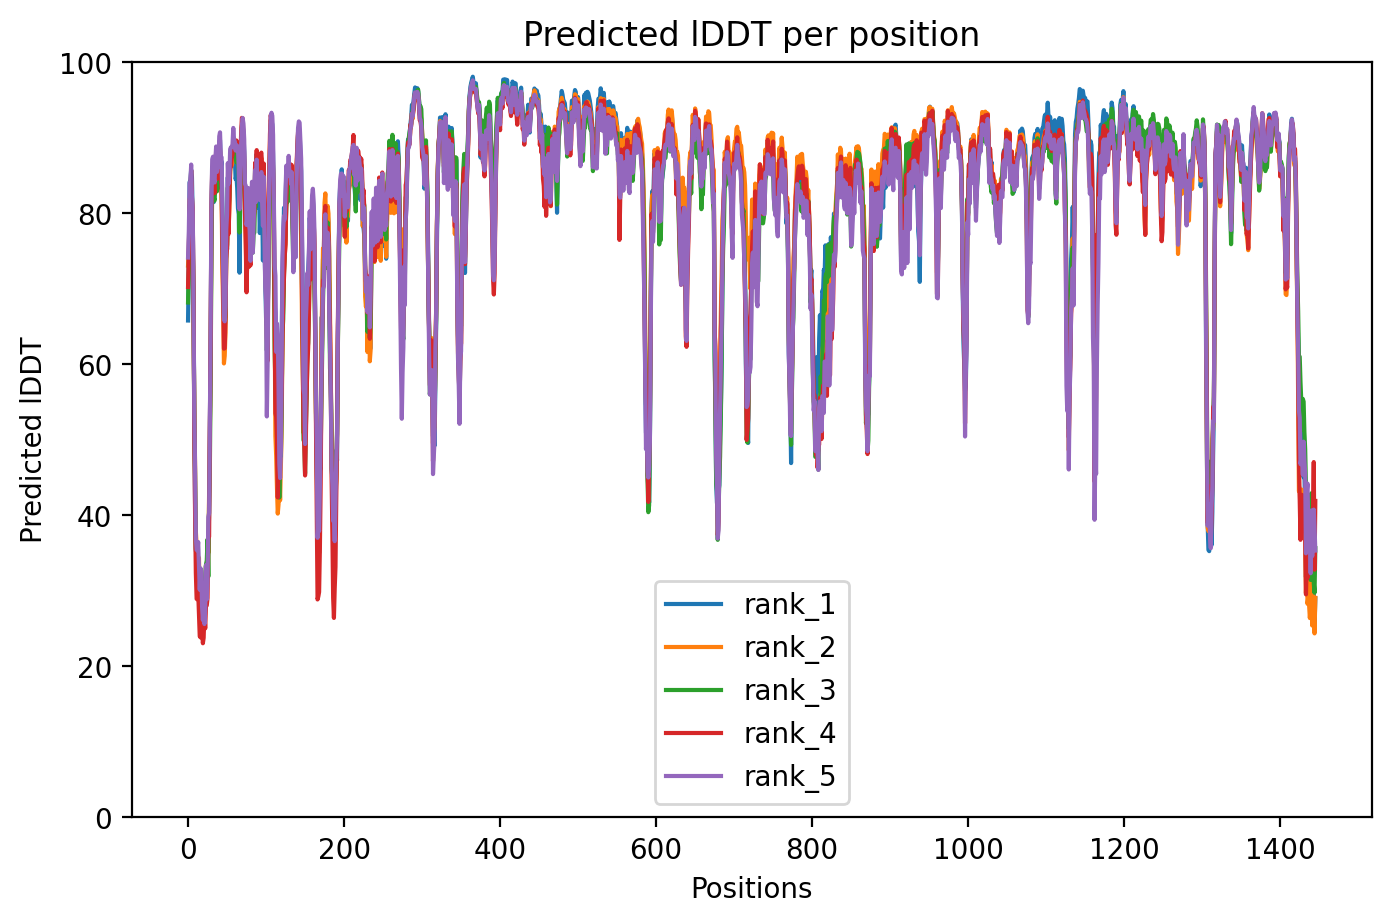 Predicted lDDT per position
100
80
60
40
20
0
Predicted lDDT
rank_1
rank_2
rank_3
rank_4
rank_5
0 200 400 600 800 1000 1200 1400
Positions